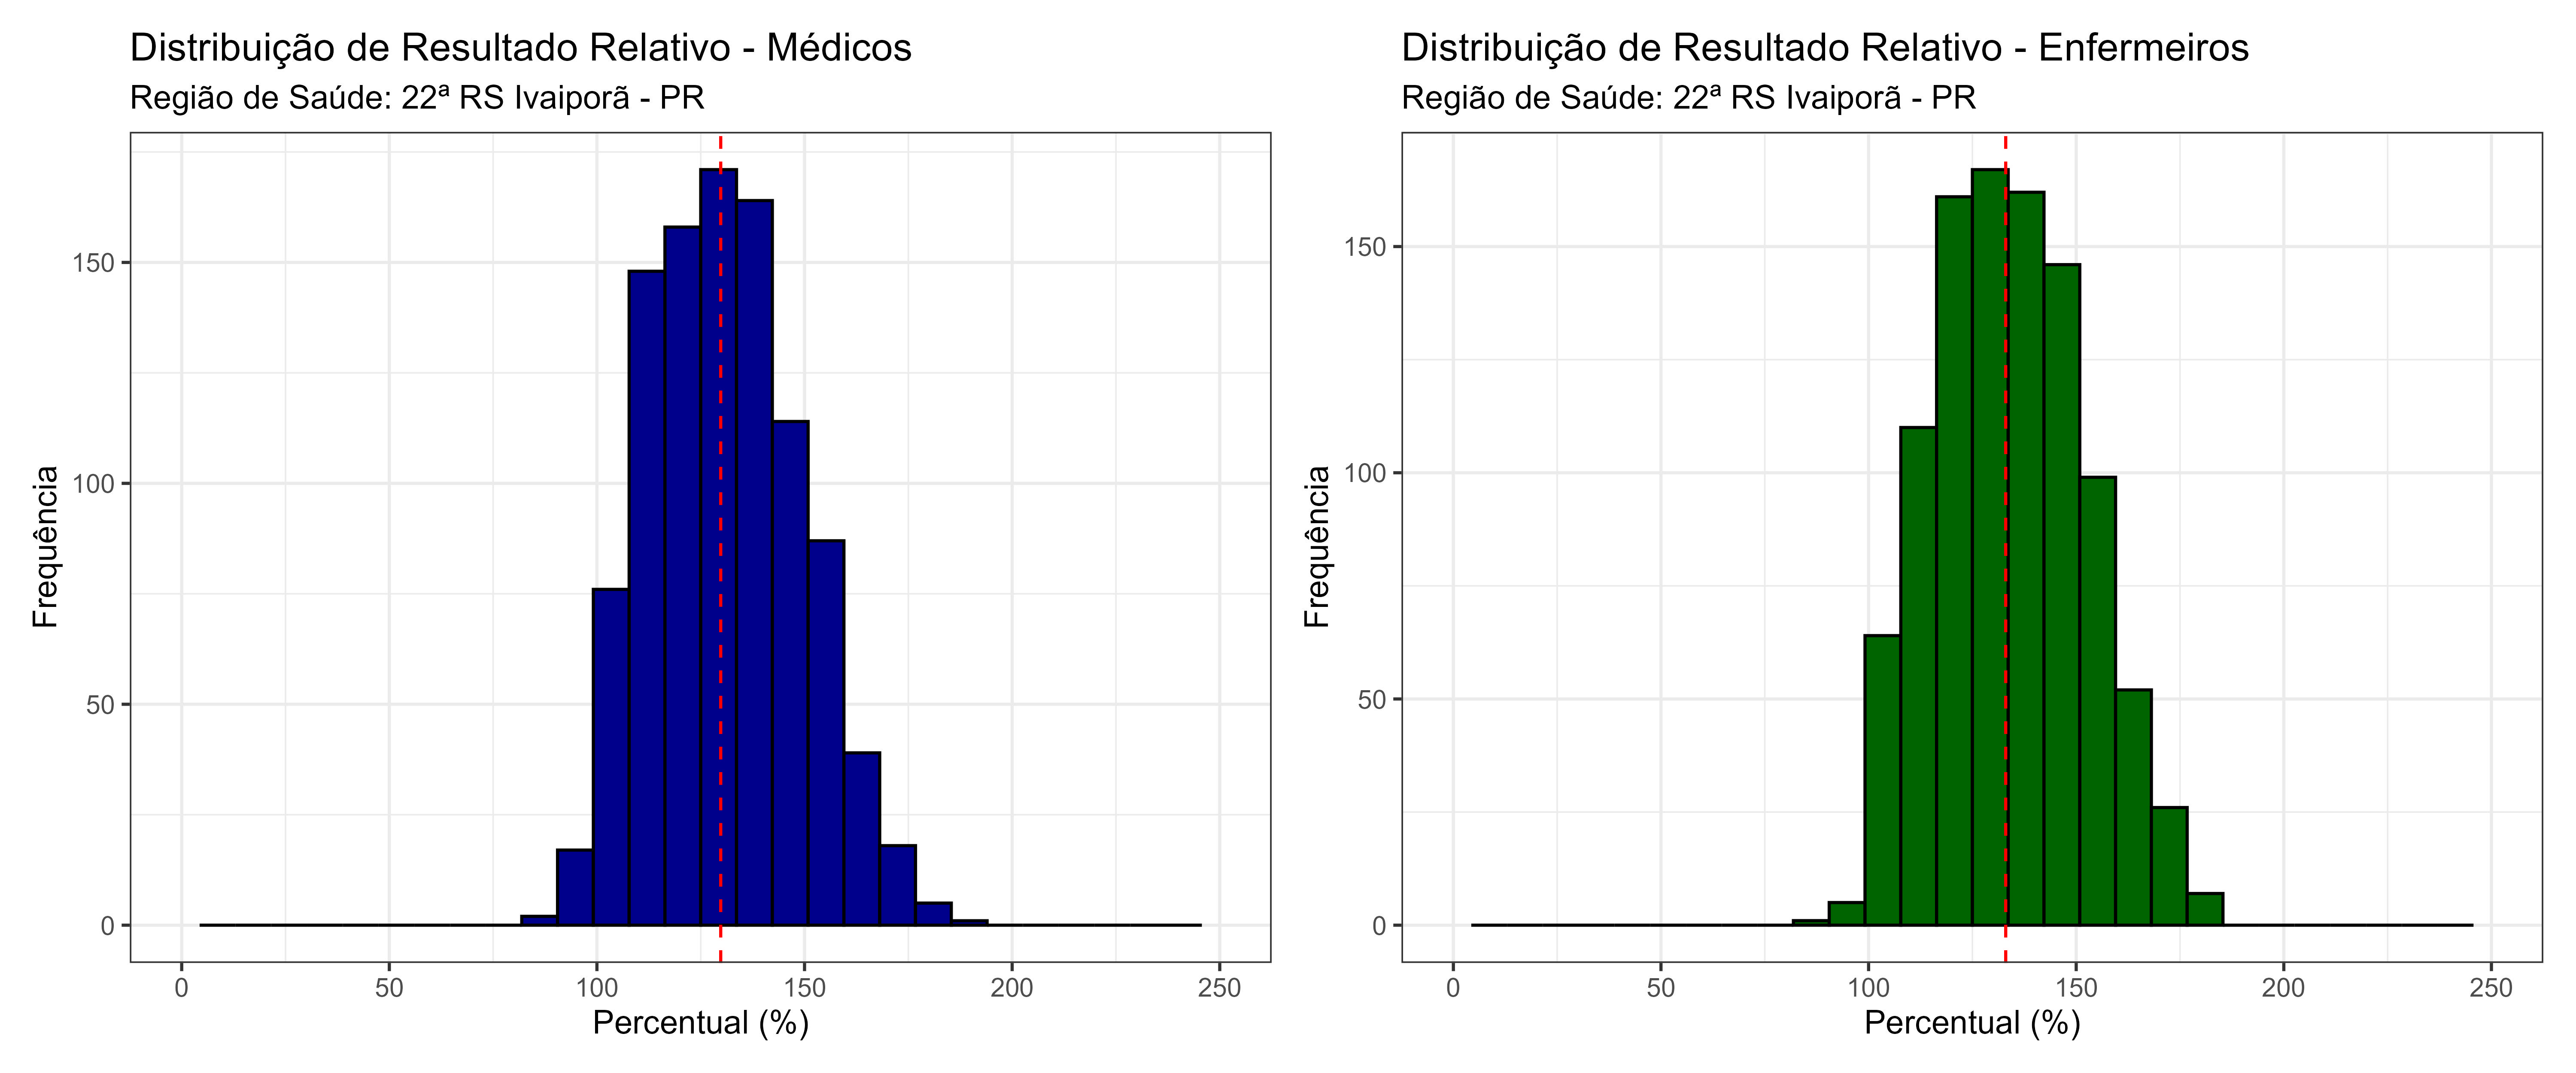 Distribuição de Resultado Relativo - Médicos
Região de Saúde: 22ª RS Ivaiporã - PR
Frequência
150
100
50
0
0 50 100 150 200 250
Percentual (%)
Distribuição de Resultado Relativo - Enfermeiros
Região de Saúde: 22ª RS Ivaiporã - PR
Frequência
150
100
50
0
0 50 100 150 200 250
Percentual (%)